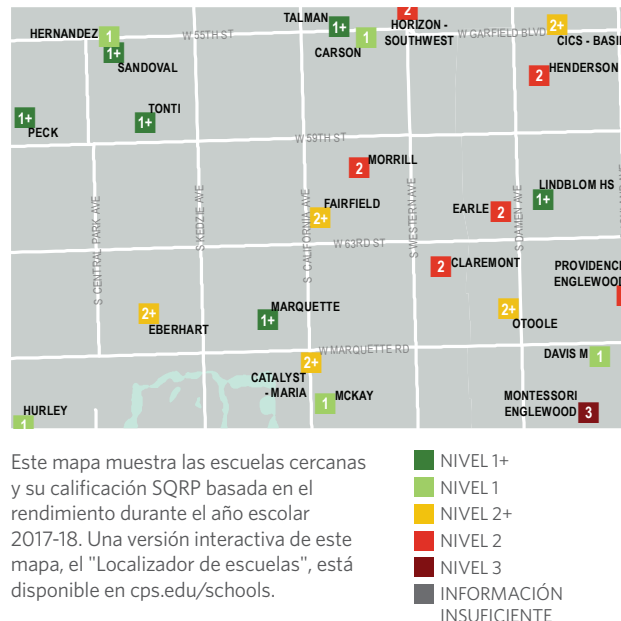 TALMAN
1+
2
HORIZON -
SOUTHWEST
2+
HERNANDEZ
1
W 55TH ST
CARSON
1
W GARFIELD BLVD
CICS - BASIL
1+
SANDOVAL
2
HENDERSON
1+
PECK
TONTI
1+
W 59TH ST
MORRILL
2
LINDBLOM HS
1+
FAIRFIELD
2+
EARLE
2
S CENTRAL PARK AVE
S KEDZIE AVE
S CALIFORNIA AVE
S WESTERN AVE
S DAMEN AVE
W 63RD ST
2
CLAREMONT
PROVIDENC
ENGLEWOOD
2+
EBERHART
MARQUETTE
1+
2+
OTOOLE
W MARQUETTE RD
DAVIS M
1
2+
CATALYST
- MARIA
1
MCKAY
MONTESSORI
ENGLEWOOD
3
HURLEY
1
Este mapa muestra las escuelas cercanas
y su calificación SQRP basada en el
rendimiento durante el año escolar
2017-18. Una versión interactiva de este
mapa, el "Localizador de escuelas", está
disponible en cps.edu/schools.
NIVEL 1+
NIVEL 1
NIVEL 2+
NIVEL 2
NIVEL 3
INFORMACIÓN
INSUFICIENTE